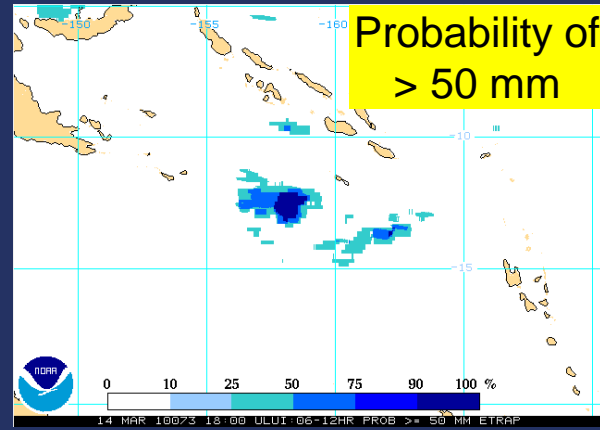 -150 -155 -160
Probability of
> 50 mm
-10
-15
NOAA
0 10 25 50 75 90 100 %
14 MAR 10073 18:00 ULUI:06-12HR PROB >= 50 MM ETRAP